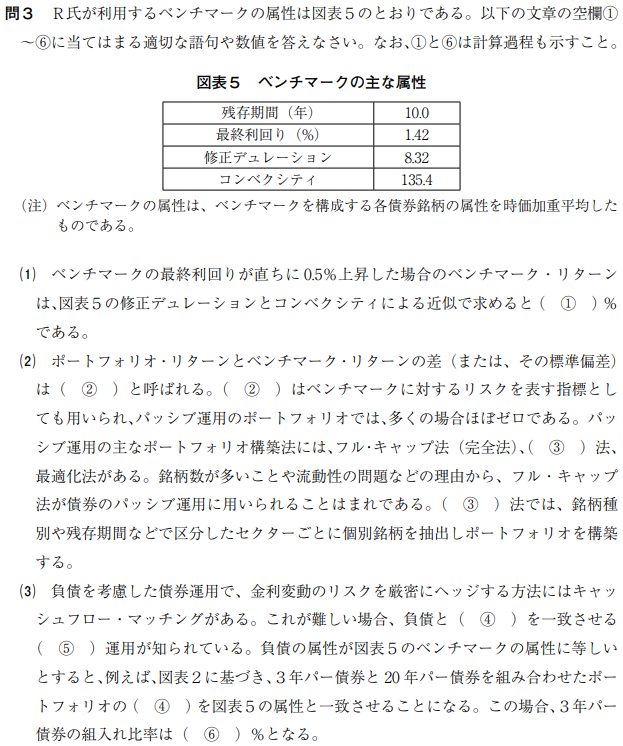 問3 R氏が利用するベンチマークの属性は図表5のとおりである。以下の文章の空欄①
~⑥に当てはまる適切な語句や数値を答えなさい。なお、①と⑥は計算過程も示すこと。
図表5 ベンチマークの主な属性
残存期間（年） 10.0
最終利回り（%） 1.42
修正デュレーション 8.32
コンベクシティ 135.4
（注）ベンチマークの属性は、ベンチマークを構成する各債券銘柄の属性を時価加重平均した
ものである。
(1) ベンチマークの最終利回りが直ちに0.5%上昇した場合のベンチマーク・リターン
は、図表5の修正デュレーションとコンベクシティによる近似で求めると（ ① ）%
である。
(2) ポートフォリオ・リターンとベンチマーク・リターンの差（または、その標準偏差）
は（ ② ）と呼ばれる。（ ② ）はベンチマークに対するリスクを表す指標とし
ても用いられ、パッシブ運用のポートフォリオでは、多くの場合ほぼゼロである。パッ
シブ運用の主なポートフォリオ構築法には、フル・キャップ法（完全法）、（ ③ ）法、
最適化法がある。銘柄数が多いことや流動性の問題などの理由から、フル・キャップ
法が債券のパッシブ運用に用いられることはまれである。（ ③ ）法では、銘柄種
別や残存期間などで区分したセクターごとに個別銘柄を抽出しポートフォリオを構築
する。
(3) 負債を考慮した債券運用で、金利変動のリスクを厳密にヘッジする方法にはキャッ
シュフロー・マッチングがある。これが難しい場合、負債と（ ④ ）を一致させる
（ ⑤ ）運用が知られている。負債の属性が図表5のベンチマークの属性に等しい
とすると、例えば、図表2に基づき、3年パー債券と20年パー債券を組み合わせたポー
トフォリオの（ ④ ）を図表5の属性と一致させることになる。この場合、3年パー
債券の組入れ比率は（ ⑥ ）%となる。